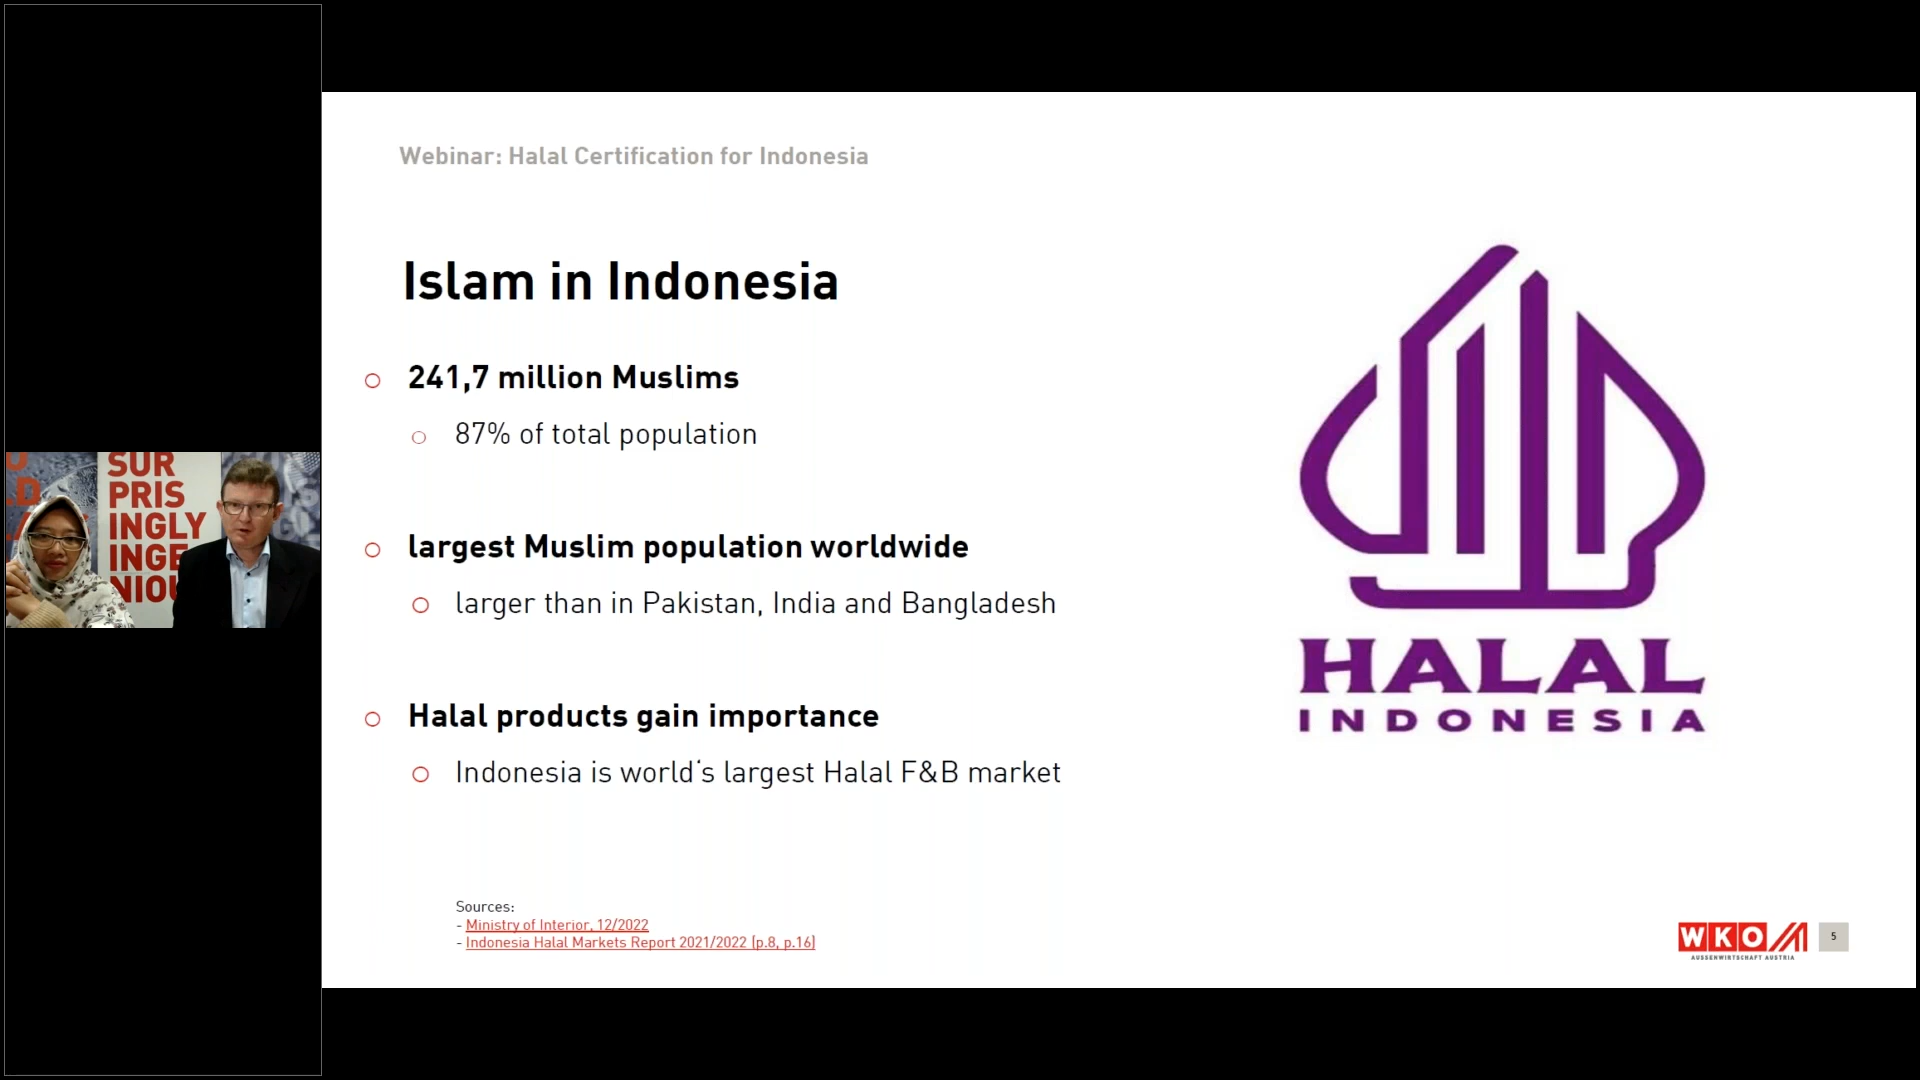 Webinar: Halal Certification for Indonesia
Islam in Indonesia
241,7 million Muslims
87% of total population
largest Muslim population worldwide
larger than in Pakistan, India and Bangladesh
Halal products gain importance
Indonesia is world‘s largest Halal F&B market
Sources:
- Ministry of Interior, 12/2022
- Indonesia Halal Markets Report 2021/2022 (p.8, p.16)
HALAL
INDONESIA
WKO
AUSSENWIRTSCHAFT AUSTRIA
5
SUR
PRIS
INGLY
INGE
NIOU